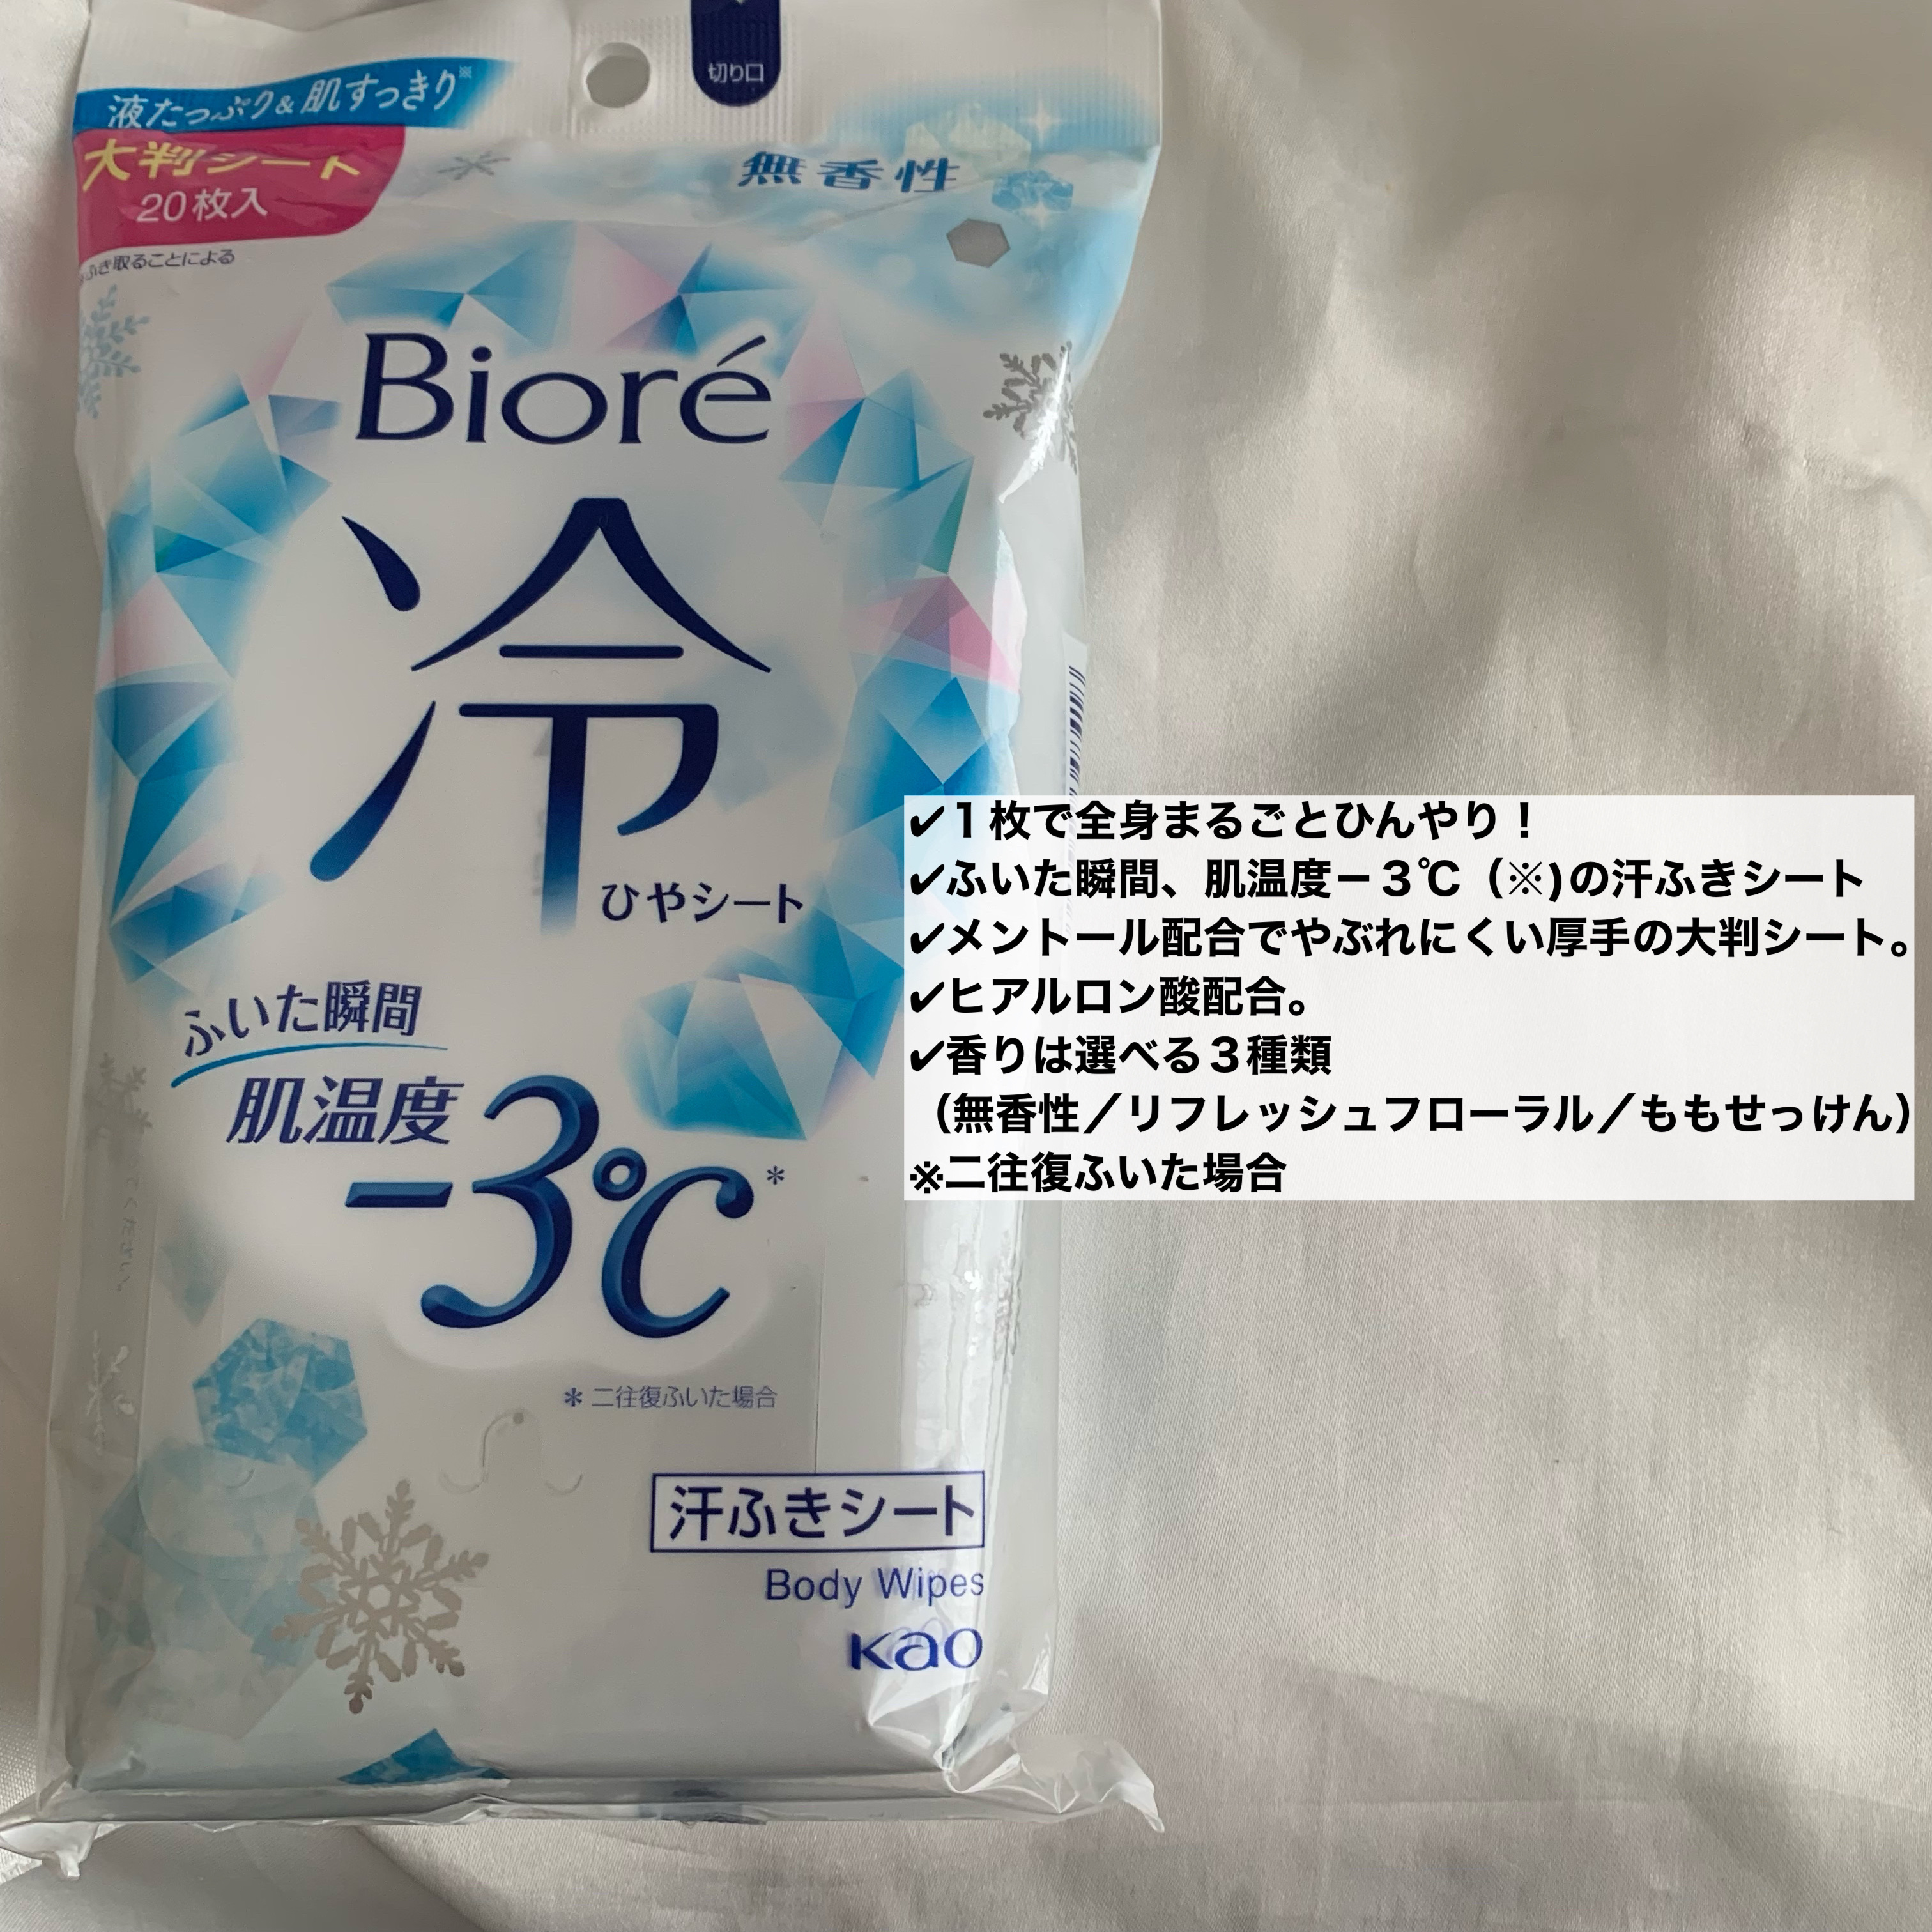 切り口
液たっぷり&肌すっきり※
大判シート
20枚入
ふき取ることによる
無香性
Bioré
冷
ひやシート
ふいた瞬間
肌温度
-3℃*
* 二往復ふいた場合
汗ふきシート
Body Wipes
Kao
✔１枚で全身まるごとひんやり！
✔ふいた瞬間、肌温度－３℃（※)の汗ふきシート
✔メントール配合でやぶれにくい厚手の大判シート。
✔ヒアルロン酸配合。
✔香りは選べる３種類
（無香性／リフレッシュフローラル／ももせっけん）
※二往復ふいた場合